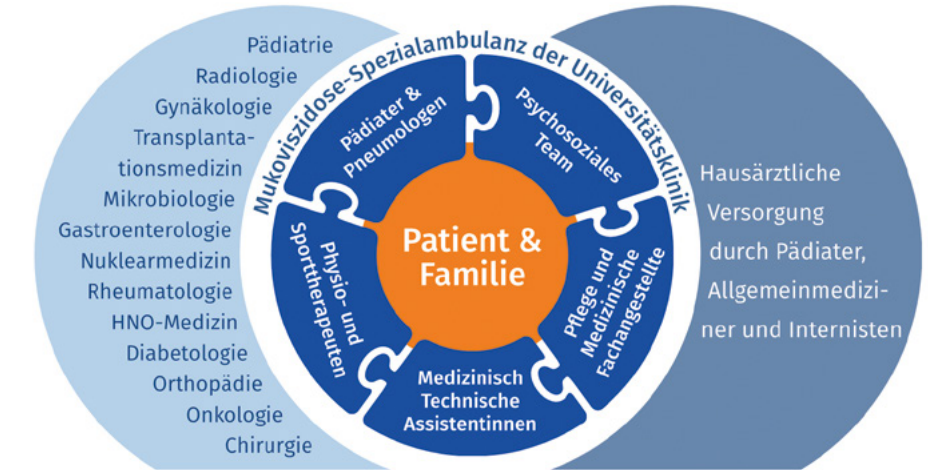 Pädiatrie
Radiologie
Gynäkologie
Transplanta-
tionsmedizin
Mikrobiologie
Gastroenterologie
Nuklearmedizin
Rheumatologie
HNO-Medizin
Diabetologie
Orthopädie
Onkologie
Chirurgie
Mukoviszidose-Spezialambulanz der Universitätsklinik
Pädiater &
Pneumologen
Psychosoziales
Team
Pflege und
Medizinische
Fachangestellte
Medizinisch
Technische
Assistentinnen
Physio- und
Sporttherapeuten
Patient &
Familie
Hausärztliche
Versorgung
durch Pädiater,
Allgemeinmedizi-
ner und Internisten